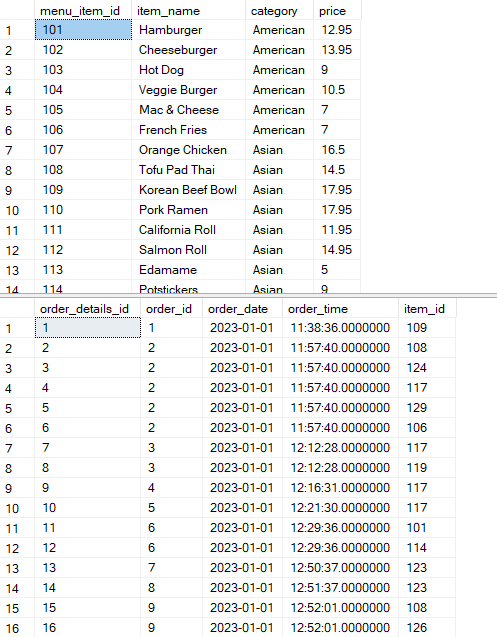 menu_item_id item_name category price
1 101 Hamburger American 12.95
2 102 Cheeseburger American 13.95
3 103 Hot Dog American 9
4 104 Veggie Burger American 10.5
5 105 Mac & Cheese American 7
6 106 French Fries American 7
7 107 Orange Chicken Asian 16.5
8 108 Tofu Pad Thai Asian 14.5
9 109 Korean Beef Bowl Asian 17.95
10 110 Pork Ramen Asian 17.95
11 111 California Roll Asian 11.95
12 112 Salmon Roll Asian 14.95
13 113 Edamame Asian 5
14 114 Potstickers Asian 9
order_details_id order_id order_date order_time item_id
1 1 1 2023-01-01 11:38:36.0000000 109
2 2 2 2023-01-01 11:57:40.0000000 108
3 3 2 2023-01-01 11:57:40.0000000 124
4 4 2 2023-01-01 11:57:40.0000000 117
5 5 2 2023-01-01 11:57:40.0000000 129
6 6 2 2023-01-01 11:57:40.0000000 106
7 7 3 2023-01-01 12:12:28.0000000 117
8 8 3 2023-01-01 12:12:28.0000000 119
9 9 4 2023-01-01 12:16:31.0000000 117
10 10 5 2023-01-01 12:21:30.0000000 117
11 11 6 2023-01-01 12:29:36.0000000 101
12 12 6 2023-01-01 12:29:36.0000000 114
13 13 7 2023-01-01 12:50:37.0000000 123
14 14 8 2023-01-01 12:51:37.0000000 123
15 15 9 2023-01-01 12:52:01.0000000 108
16 16 9 2023-01-01 12:52:01.0000000 126